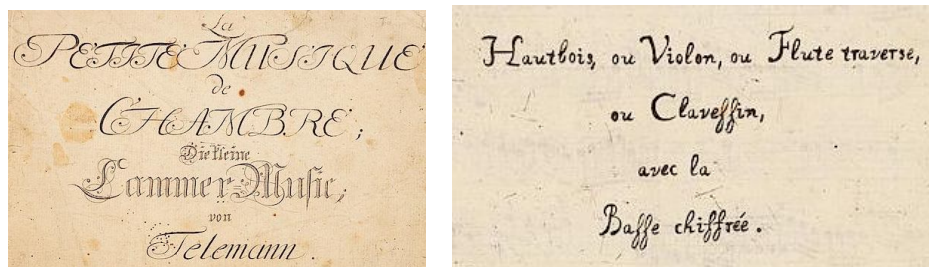 La
PETITE MUSIQUE
de
CHAMBRE;
Die kleine
Cammer-Music,
von
Telemann.
Hautbois, ou Violon, ou Flute traverse,
ou Clavessin,
avec la
Basse chiffrée.